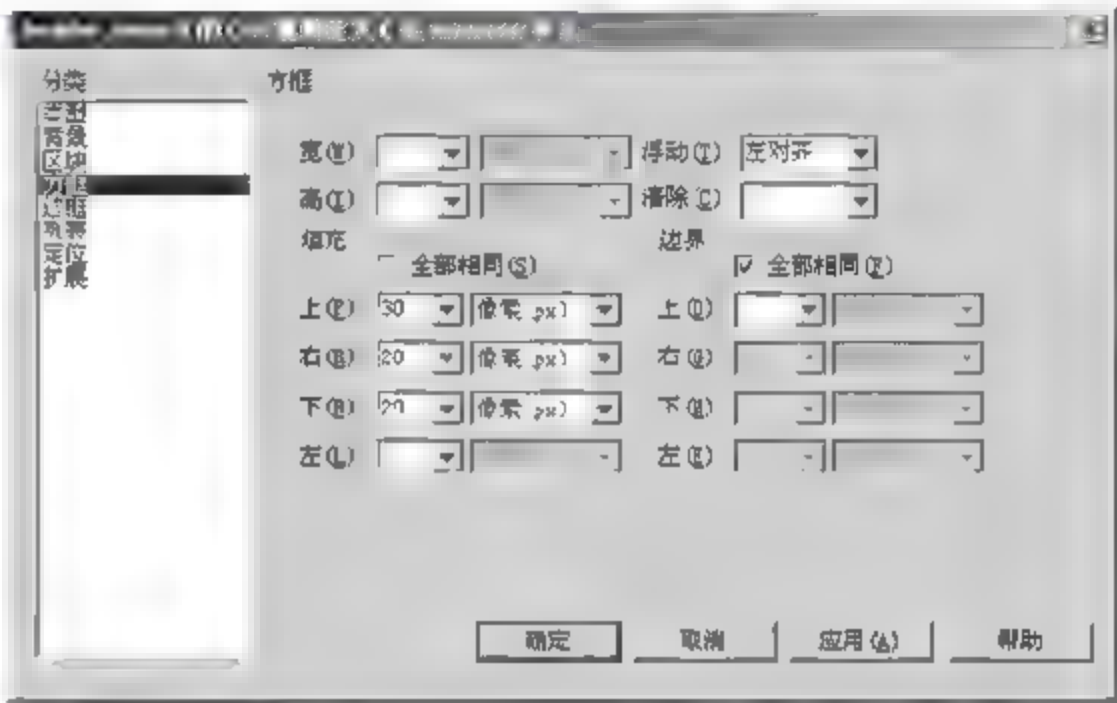 分类
方框
类型
背景
区块
方框
边框
列表
定位
扩展
宽(W)
浮动(T) 左对齐
高(I)
清除(C)
填充
边界
全部相同(S)
全部相同(F)
上(P) 30 像素(px)
上(O)
右(R) 20 像素(px)
右(G)
下(B) 20 像素(px)
下(M)
左(L)
左(E)
确定 取消 应用(A) 帮助